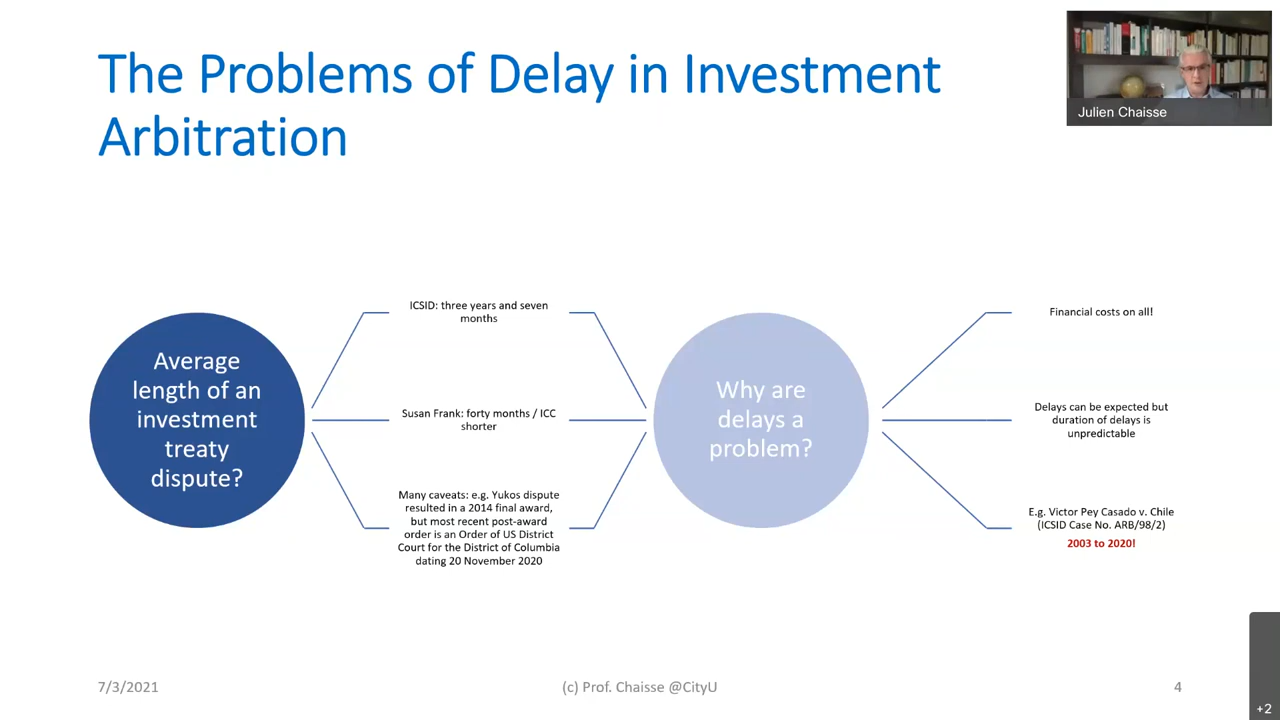 The Problems of Delay in Investment
Arbitration
Julien Chaisse
Average
length of an
investment
treaty
dispute?
ICSID: three years and seven
months
Susan Frank: forty months / ICC
shorter
Many caveats: e.g. Yukos dispute
resulted in a 2014 final award,
but most recent post-award
order is an Order of US District
Court for the District of Columbia
dating 20 November 2020
Why are
delays a
problem?
Financial costs on all!
Delays can be expected but
duration of delays is
unpredictable
E.g. Victor Pey Casado v. Chile
(ICSID Case No. ARB/98/2)
2003 to 2020!
7/3/2021
(c) Prof. Chaisse @CityU
4
+2